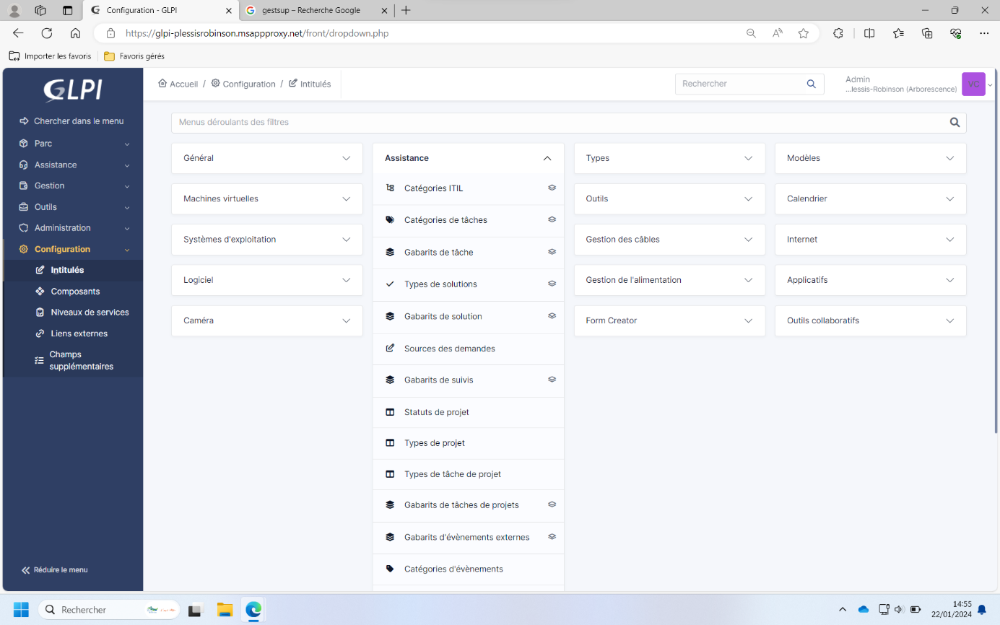 Configuration - GLPI
gestsup – Recherche Google
https://glpi-plessisrobinson.msappproxy.net/front/dropdown.php
Importer les favoris
Favoris gérés
GLPI
Accueil / Configuration / Intitulés
Rechercher
Admin
...lessis-Robinson (Arborescence)
VC
Chercher dans le menu
Parc
Assistance
Gestion
Outils
Administration
Configuration
Intitulés
Composants
Niveaux de services
Liens externes
Champs
supplémentaires
Réduire le menu
Menus déroulants des filtres
Général
Machines virtuelles
Systèmes d'exploitation
Logiciel
Caméra
Assistance
Catégories ITIL
Catégories de tâches
Gabarits de tâche
Types de solutions
Gabarits de solution
Sources des demandes
Gabarits de suivis
Statuts de projet
Types de projet
Types de tâche de projet
Gabarits de tâches de projets
Gabarits d'évènements externes
Catégories d'évènements
Types
Outils
Gestion des câbles
Gestion de l'alimentation
Form Creator
Modèles
Calendrier
Internet
Applicatifs
Outils collaboratifs
Rechercher
14:55
22/01/2024